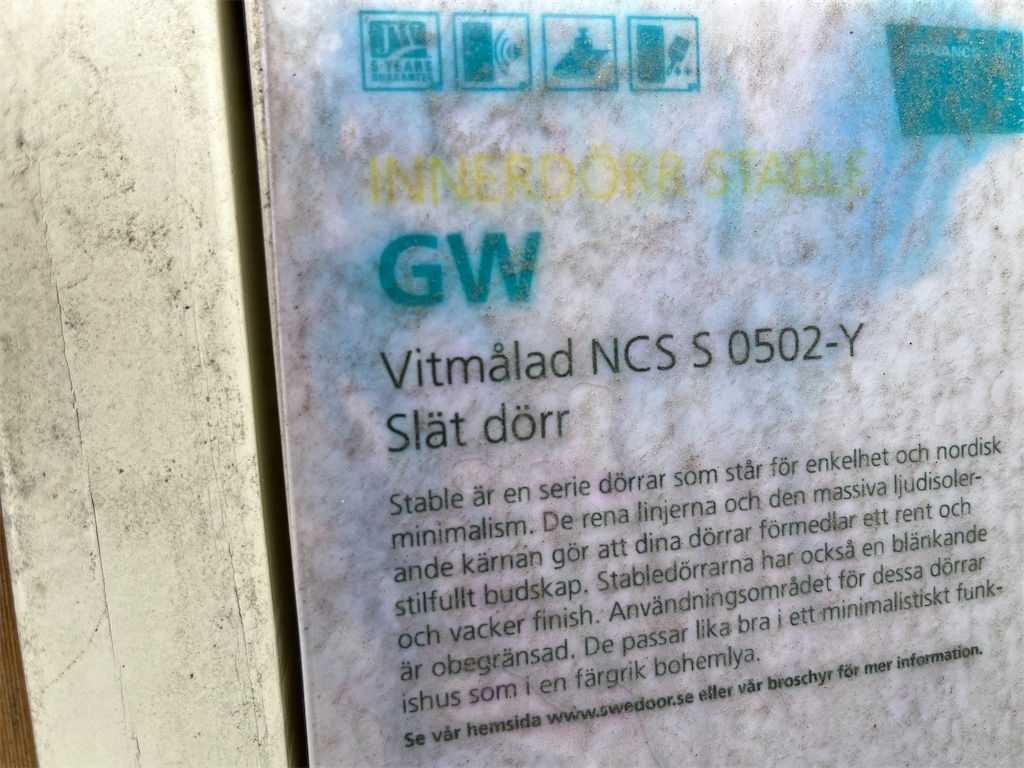 JW
5 YEARS
GUARANTEE
INNERDÖRR STABLE
GW
Vitmålad NCS S 0502-Y
Slät dörr
Stable är en serie dörrar som står för enkelhet och nordisk
minimalism. De rena linjerna och den massiva ljudisoler-
ande kärnan gör att dina dörrar förmedlar ett rent och
stilfullt budskap. Stabledörrarna har också en blänkande
och vacker finish. Användningsområdet för dessa dörrar
är obegränsad. De passar lika bra i ett minimalistiskt funk-
ishus som i en färgrik bohemlya.
Se vår hemsida www.swedoor.se eller vår broschyr för mer information.